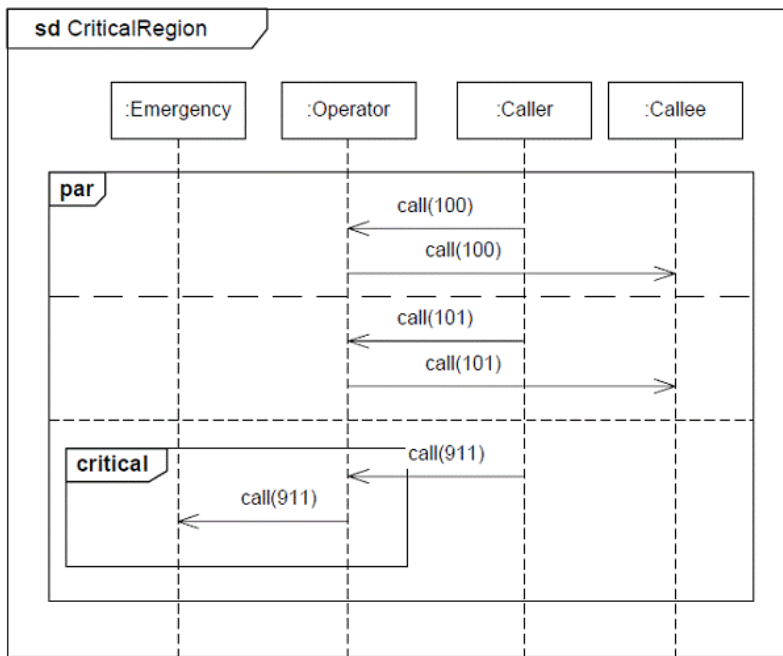 sd CriticalRegion
:Emergency :Operator :Caller :Callee
par
call(100)
call(100)
call(101)
call(101)
critical
call(911)
call(911)